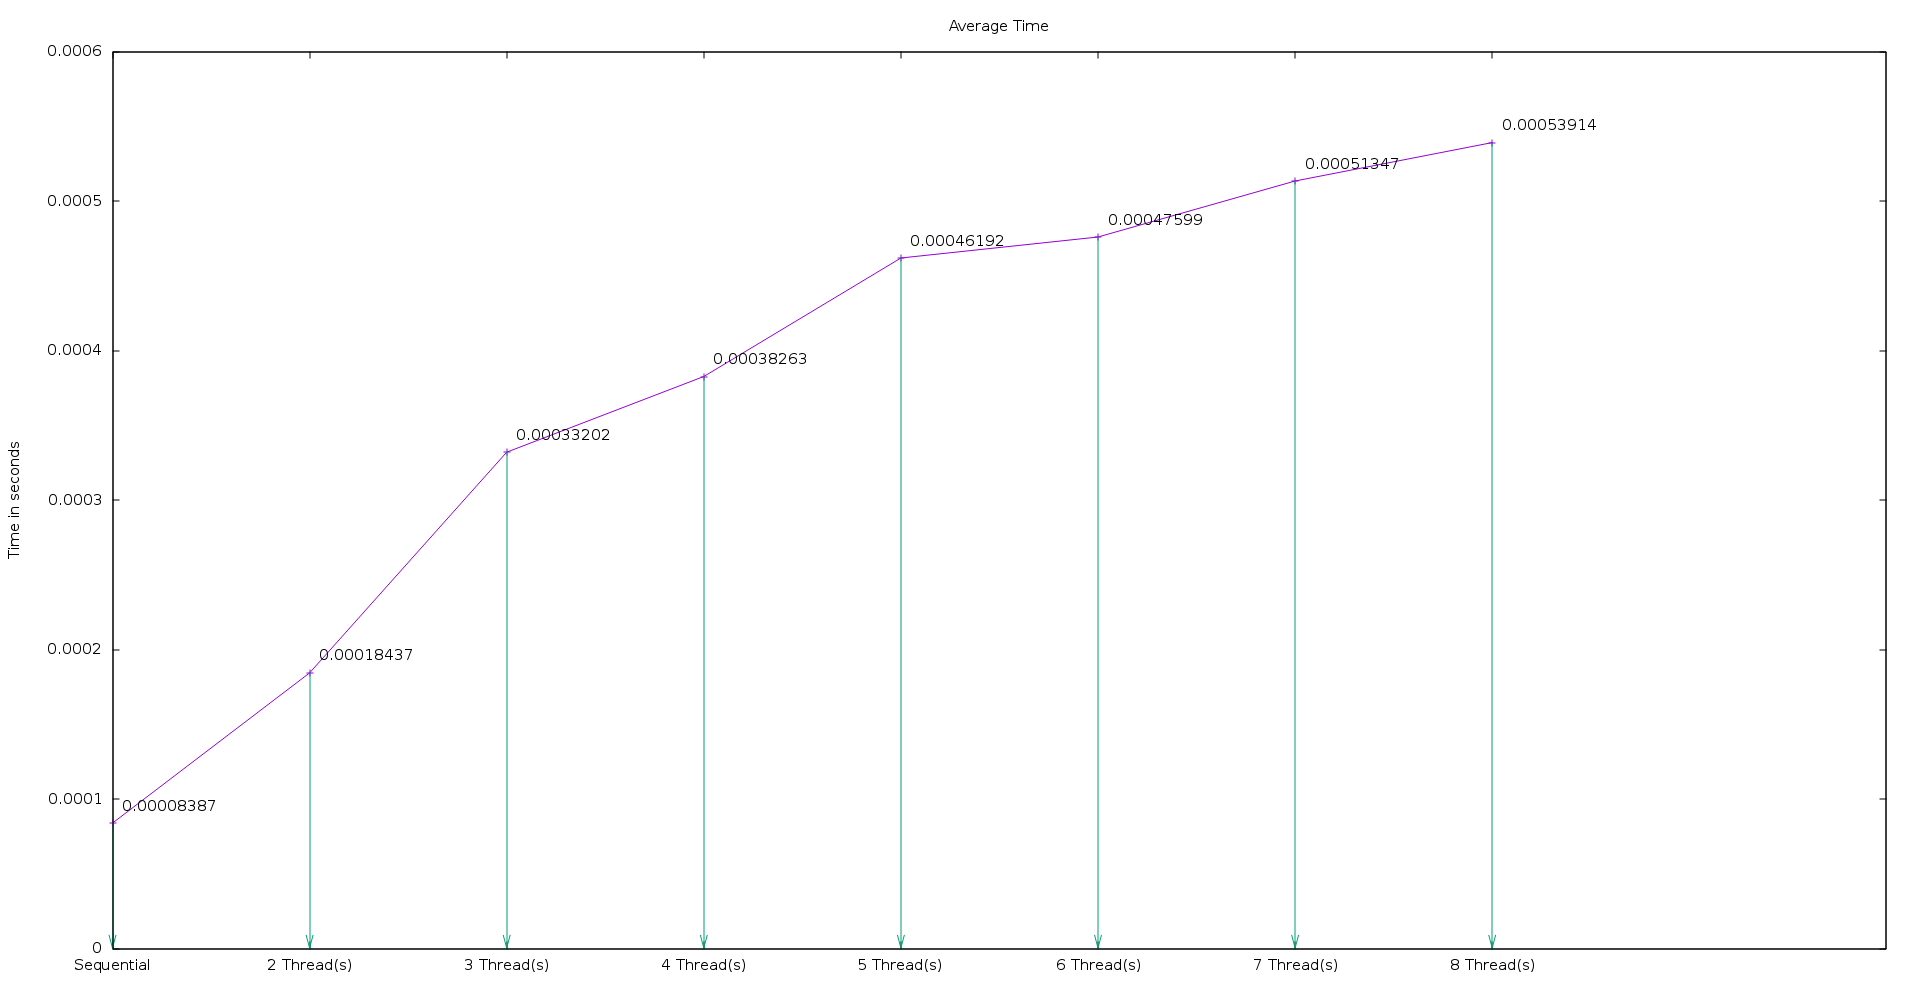 Average Time
0.0006
0.0005
0.0004
0.0003
0.0002
0.0001
0
Time in seconds
0.00008387
0.00018437
0.00033202
0.00038263
0.00046192
0.00047599
0.00051347
0.00053914
Sequential
2 Thread(s)
3 Thread(s)
4 Thread(s)
5 Thread(s)
6 Thread(s)
7 Thread(s)
8 Thread(s)